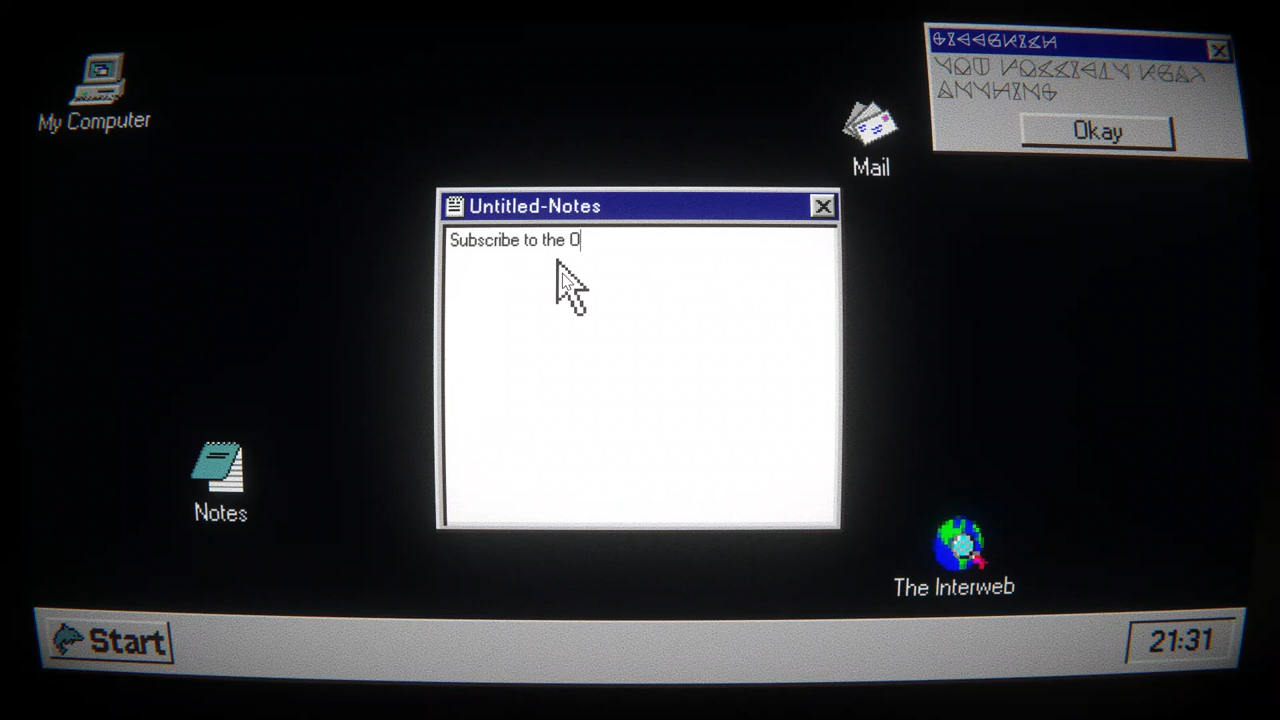 My Computer
Mail
Okay
Untitled-Notes
Subscribe to the O
Notes
The Interweb
Start
21:31